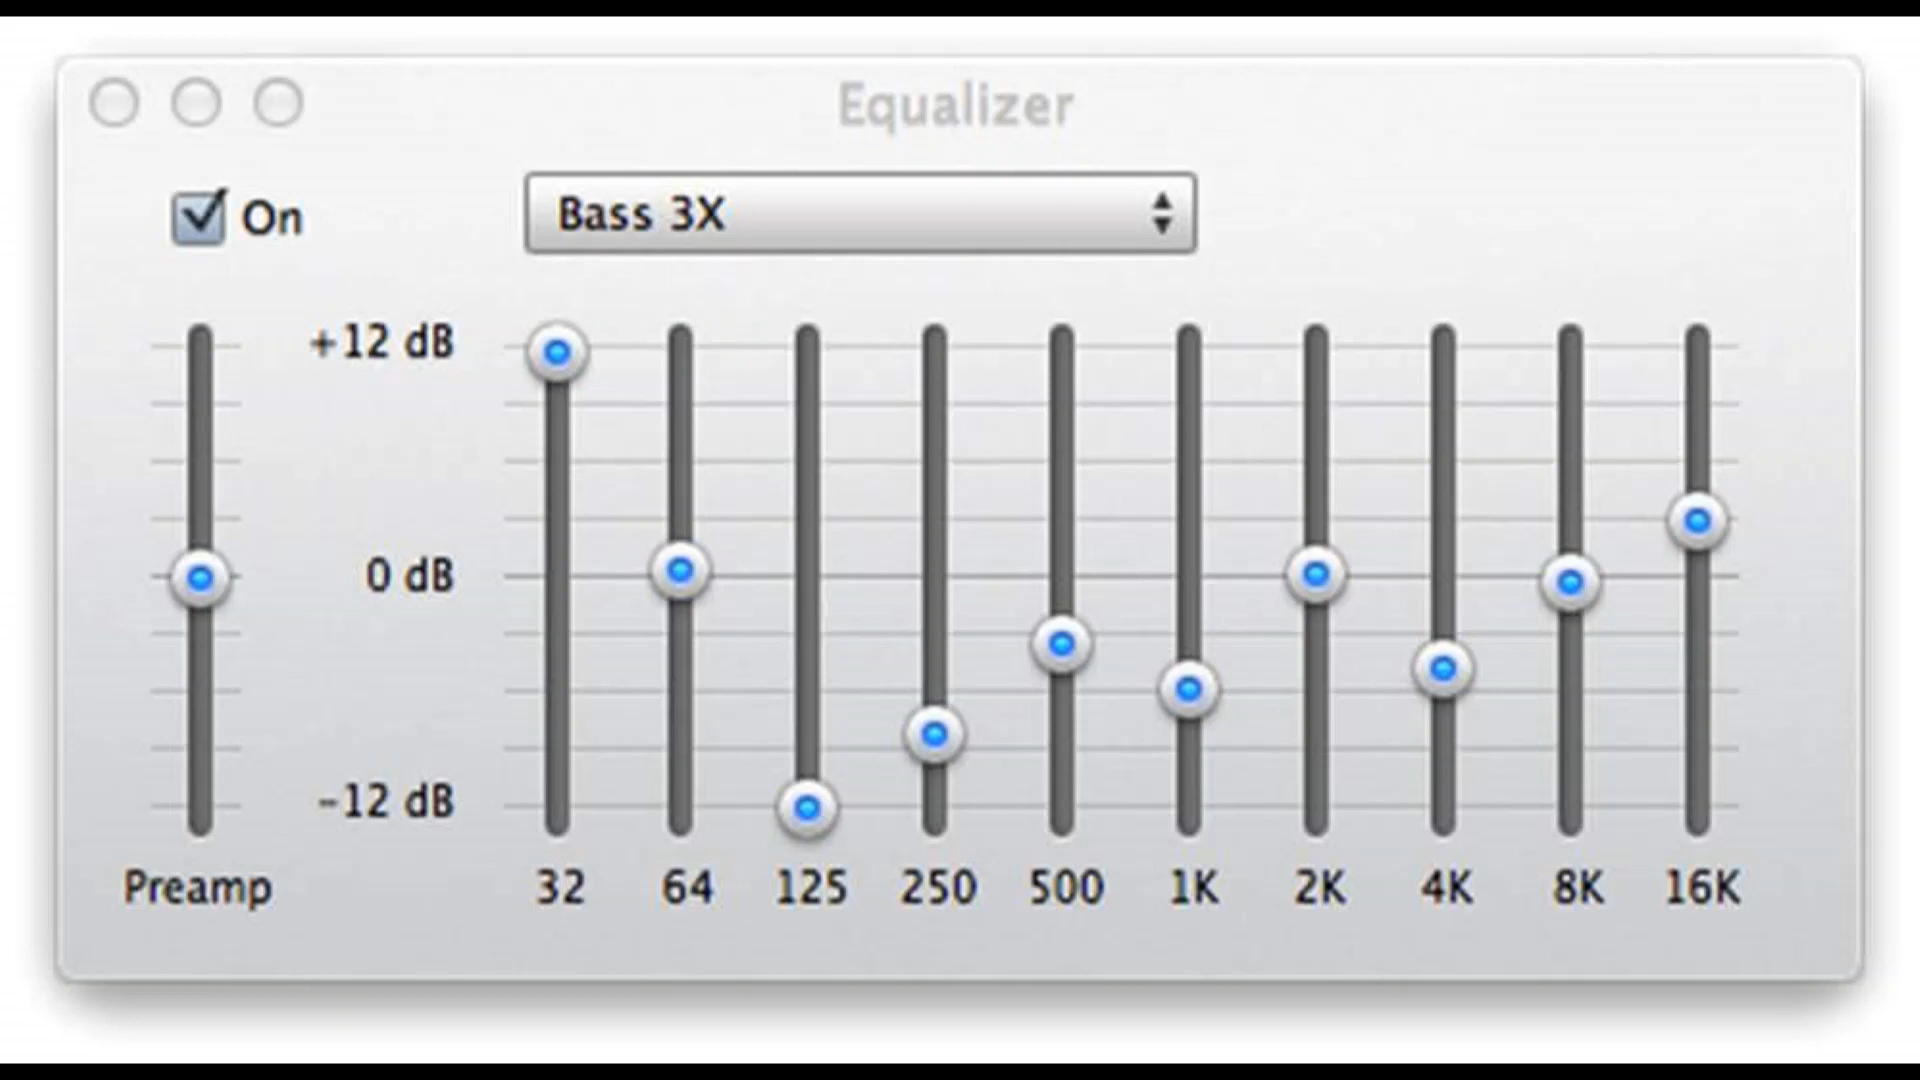 Equalizer
On
Bass 3X
+12 dB
0 dB
-12 dB
Preamp 32 64 125 250 500 1K 2K 4K 8K 16K